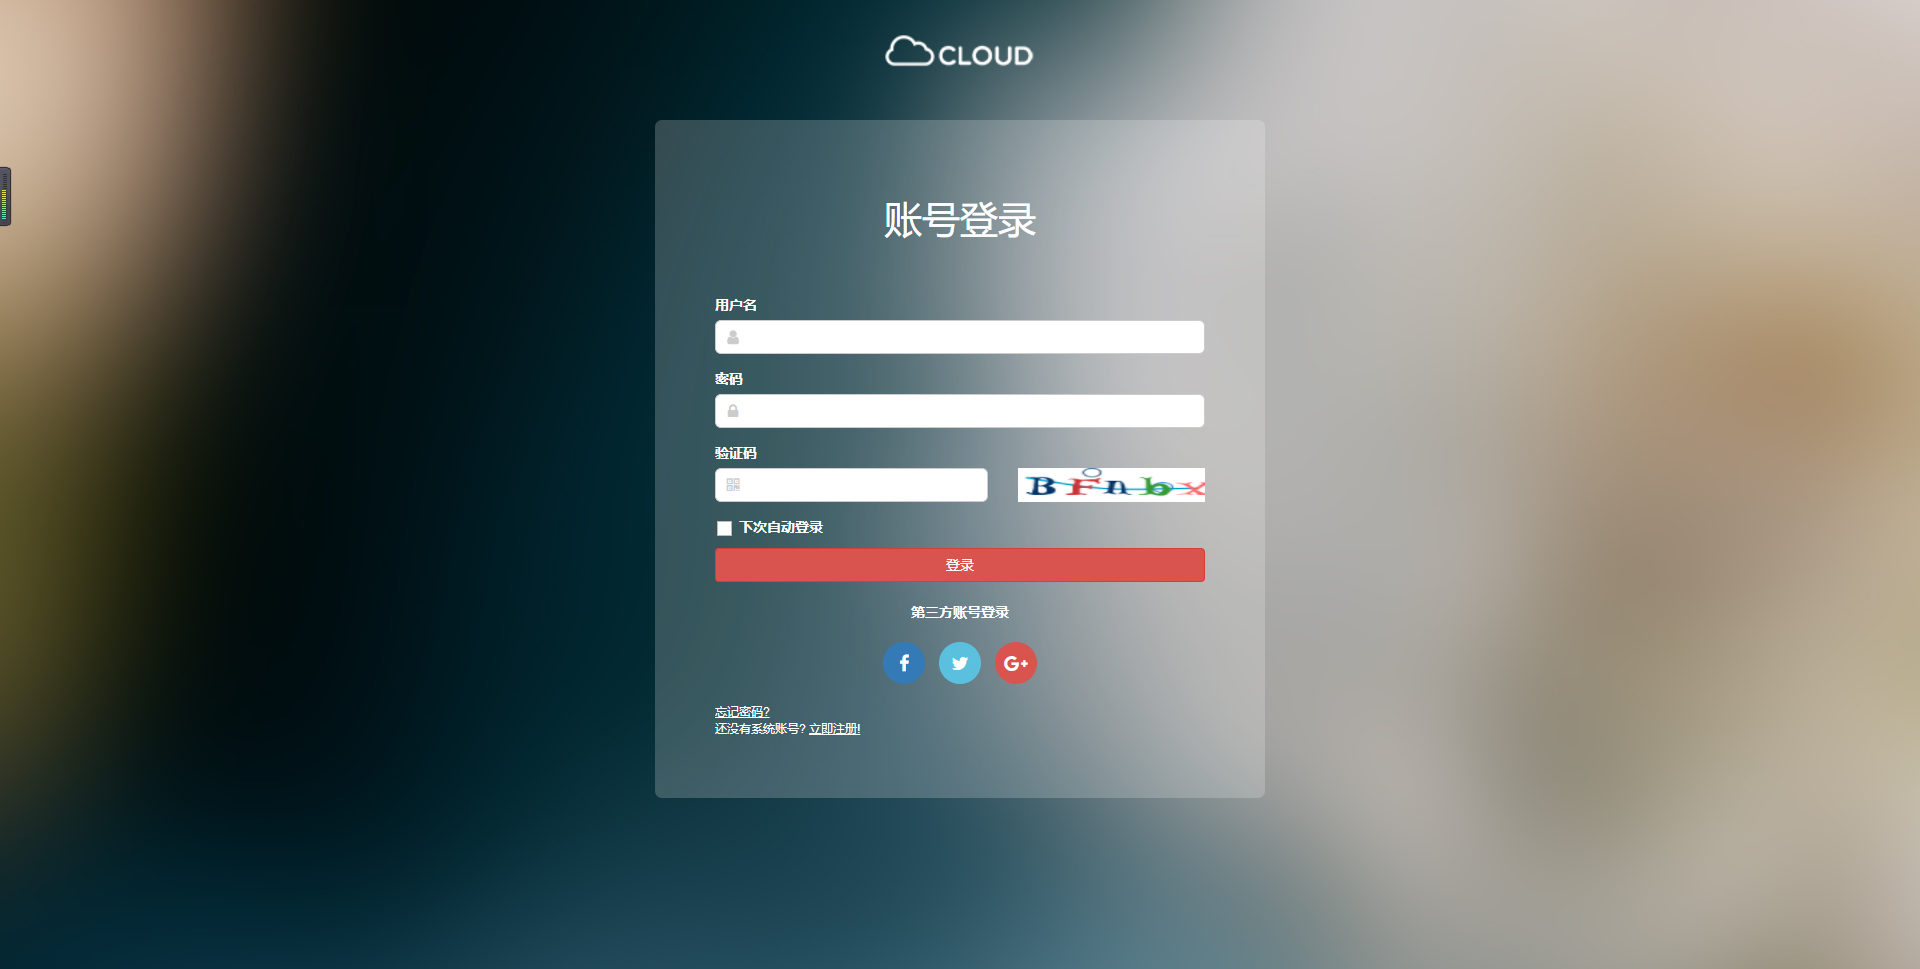 CLOUD
账号登录
用户名
密码
验证码
BFnbx
下次自动登录
登录
第三方账号登录
忘记密码?
还没有系统账号? 立即注册!